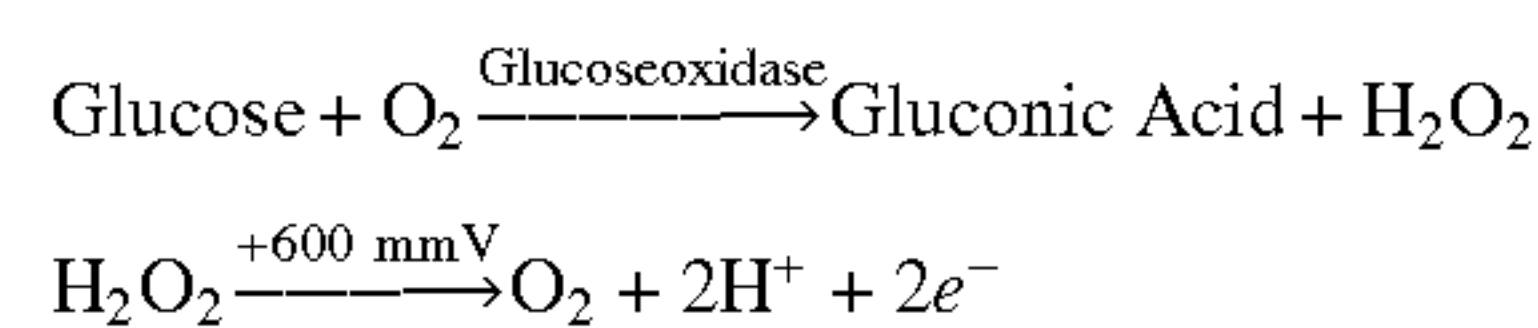 Glucose + O₂ ------→ Gluconic Acid + H₂O₂
Glucoseoxidase
H₂O₂ ----→ O₂ + 2H⁺ + 2e⁻
+600 mmV